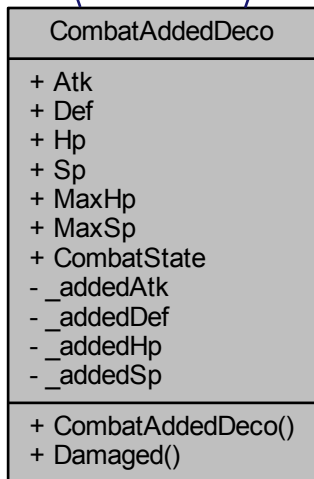 CombatAddedDeco
+ Atk
+ Def
+ Hp
+ Sp
+ MaxHp
+ MaxSp
+ CombatState
- _addedAtk
- _addedDef
- _addedHp
- _addedSp
+ CombatAddedDeco()
+ Damaged()